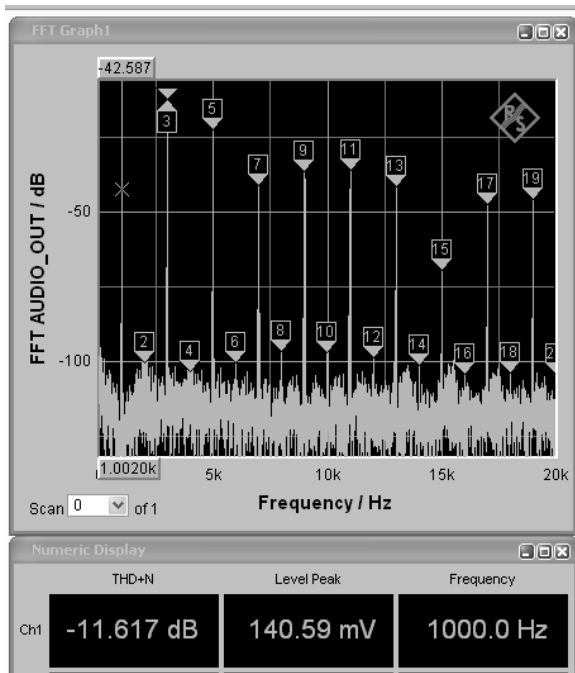 FFT Graph1
-42.587
R&S
3
5
7
9
11
13
15
17
19
2
4
6
8
10
12
14
16
18
2
-50
-100
FFT AUDIO_OUT / dB
1.0020k
5k
10k
15k
20k
Scan 0 of 1
Frequency / Hz
Numeric Display
THD+N
Level Peak
Frequency
Ch1
-11.617 dB
140.59 mV
1000.0 Hz